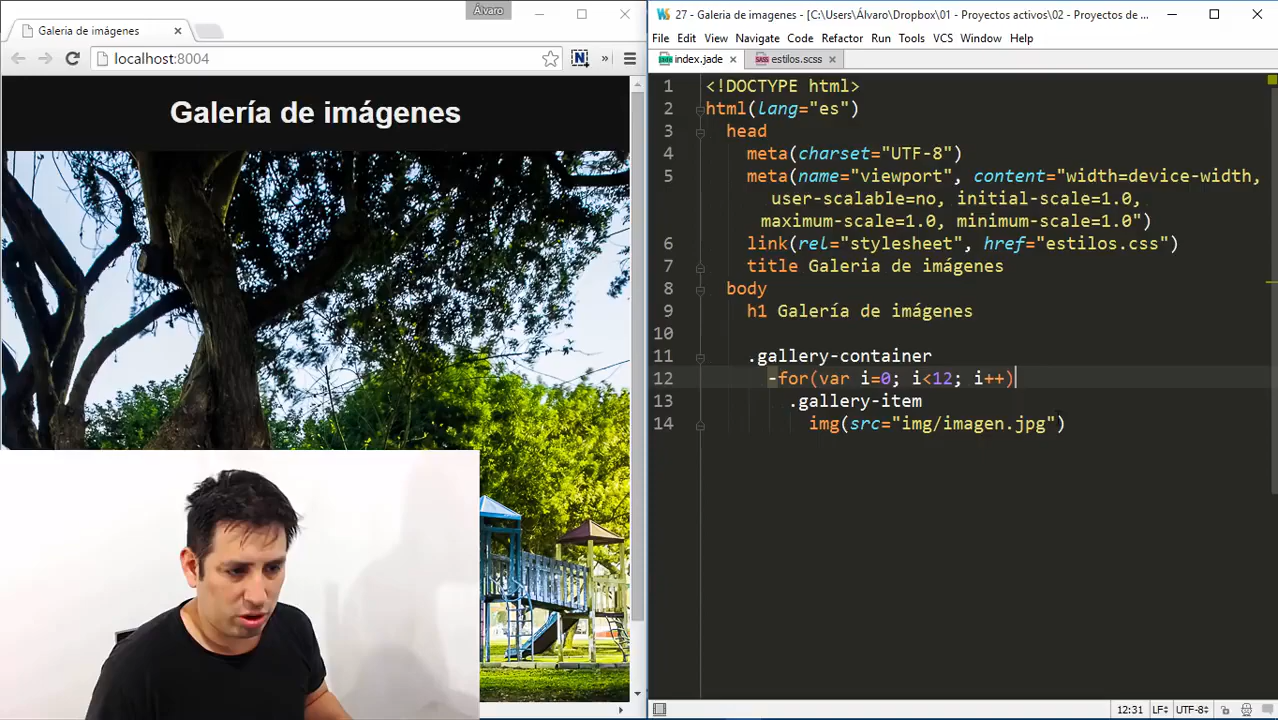 Álvaro
Galeria de imagenes
localhost:8004
Galería de imágenes
27 - Galeria de imagenes - [C:\Users\Álvaro\Dropbox\01 - Proyectos activos\02 - Proyectos de ...
File Edit View Navigate Code Refactor Run Tools VCS Window Help
index.jade estilos.scss
1 <!DOCTYPE html>
2 html(lang="es")
3 head
4 meta(charset="UTF-8")
5 meta(name="viewport", content="width=device-width,
user-scalable=no, initial-scale=1.0,
maximum-scale=1.0, minimum-scale=1.0")
6 link(rel="stylesheet", href="estilos.css")
7 title Galeria de imágenes
8 body
9 h1 Galería de imágenes
10
11 .gallery-container
12 -for(var i=0; i<12; i++)
13 .gallery-item
14 img(src="img/imagen.jpg")
12:31 LF÷ UTF-8÷